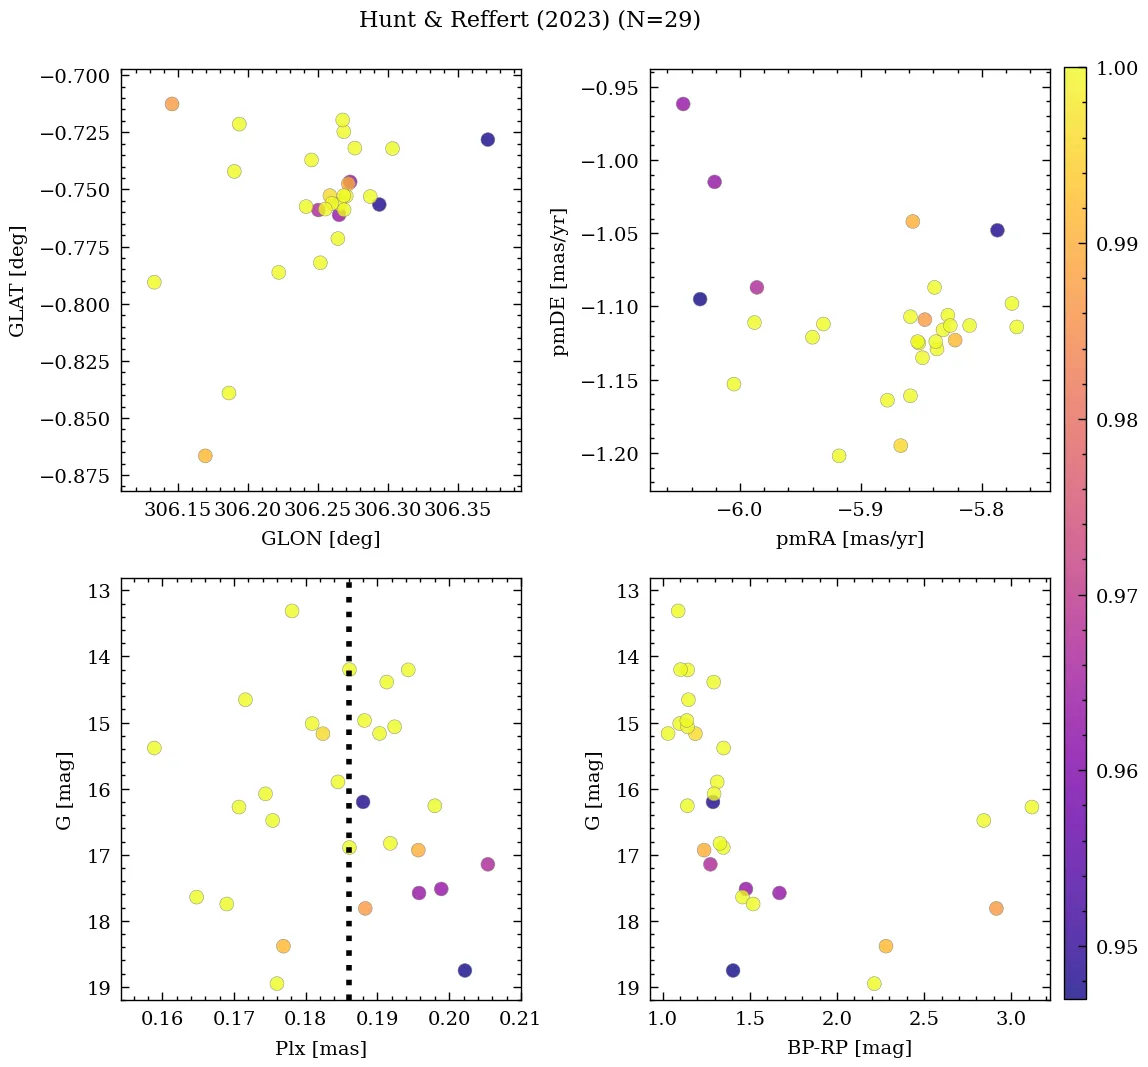 Hunt & Reffert (2023) (N=29)
−0.700
−0.725
−0.750
−0.775
−0.800
−0.825
−0.850
−0.875
GLAT [deg]
306.15 306.20 306.25 306.30 306.35
GLON [deg]
−0.95
−1.00
−1.05
−1.10
−1.15
−1.20
pmDE [mas/yr]
−6.0 −5.9 −5.8
pmRA [mas/yr]
13
14
15
16
17
18
19
G [mag]
0.16 0.17 0.18 0.19 0.20 0.21
Plx [mas]
13
14
15
16
17
18
19
G [mag]
1.0 1.5 2.0 2.5 3.0
BP-RP [mag]
1.00
0.99
0.98
0.97
0.96
0.95